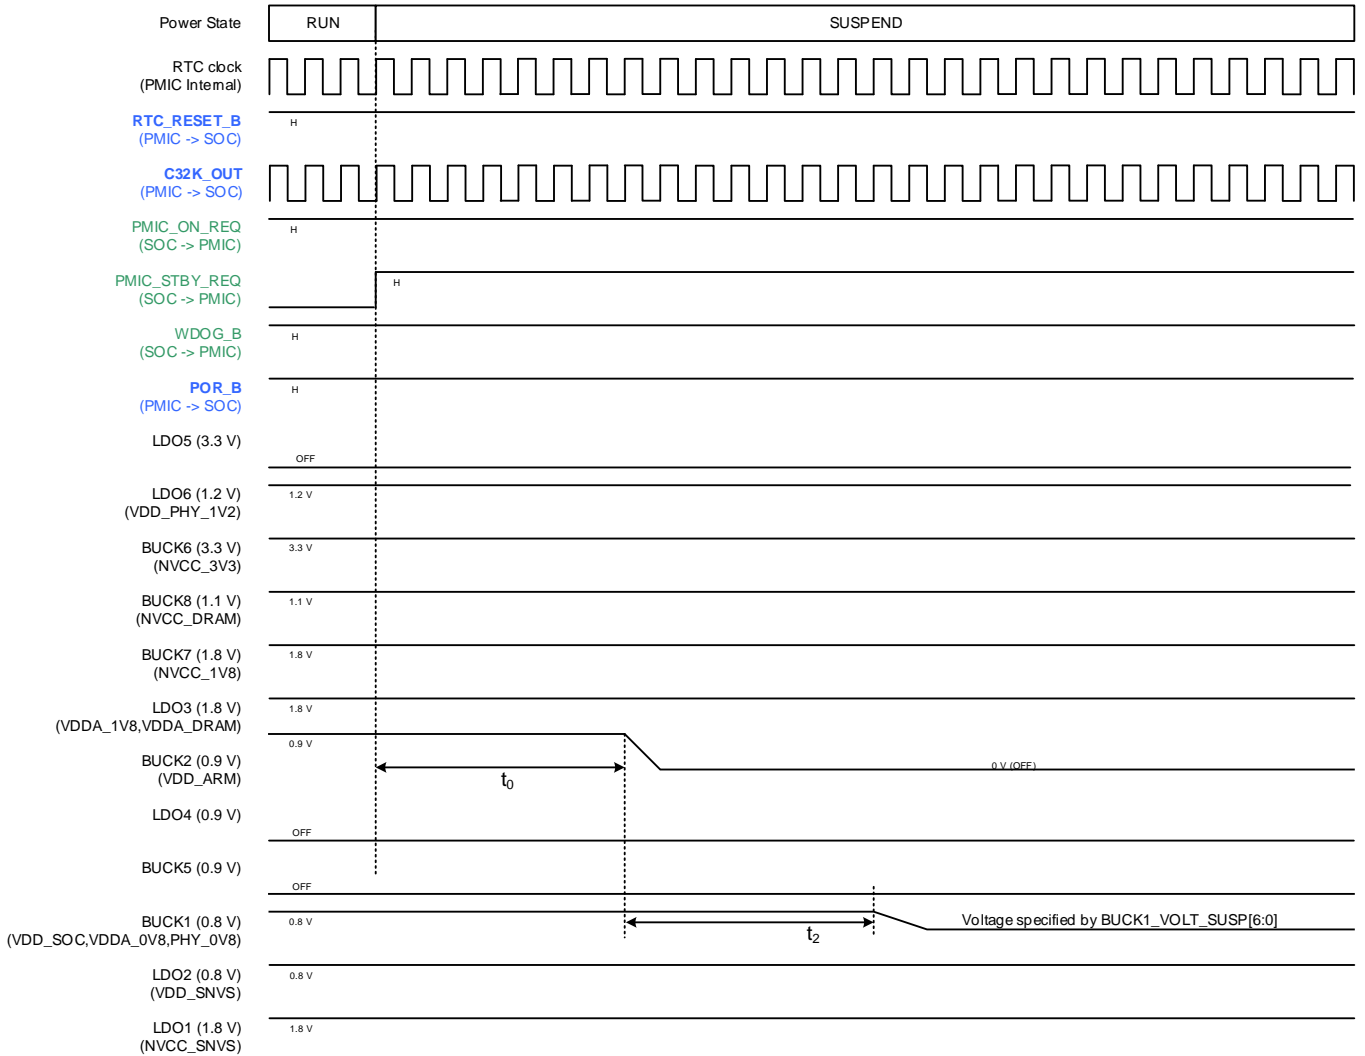 Power State RUN SUSPEND
RTC clock
(PMIC Internal)
RTC_RESET_B
(PMIC -> SOC)
H
C32K_OUT
(PMIC -> SOC)
PMIC_ON_REQ
(SOC -> PMIC)
H
PMIC_STBY_REQ
(SOC -> PMIC)
H
WDOG_B
(SOC -> PMIC)
H
POR_B
(PMIC -> SOC)
H
LDO5 (3.3 V)
OFF
LDO6 (1.2 V)
(VDD_PHY_1V2)
1.2 V
BUCK6 (3.3 V)
(NVCC_3V3)
3.3 V
BUCK8 (1.1 V)
(NVCC_DRAM)
1.1 V
BUCK7 (1.8 V)
(NVCC_1V8)
1.8 V
LDO3 (1.8 V)
(VDDA_1V8,VDDA_DRAM)
1.8 V
0.9 V
BUCK2 (0.9 V)
(VDD_ARM)
t0
0 V (OFF)
LDO4 (0.9 V)
OFF
BUCK5 (0.9 V)
OFF
BUCK1 (0.8 V)
(VDD_SOC,VDDA_0V8,PHY_0V8)
0.8 V
t2
Voltage specified by BUCK1_VOLT_SUSP[6:0]
LDO2 (0.8 V)
(VDD_SNVS)
0.8 V
LDO1 (1.8 V)
(NVCC_SNVS)
1.8 V